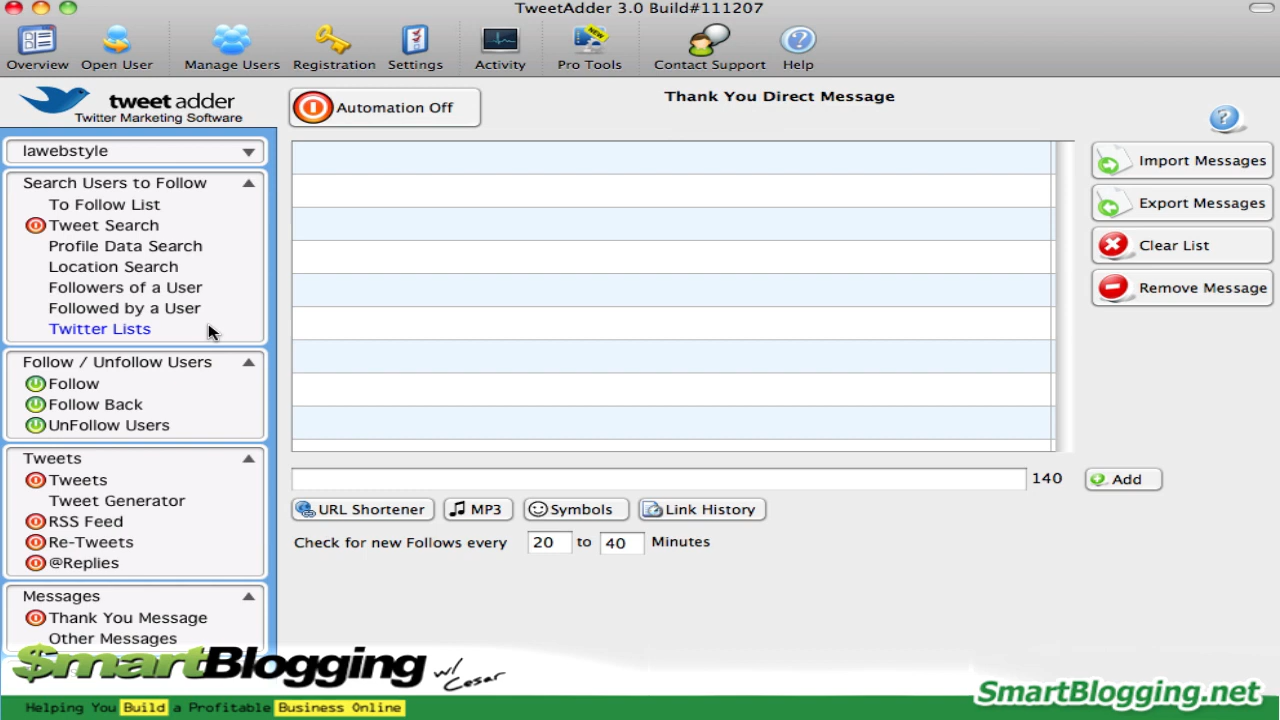 TweetAdder 3.0 Build#111207
Overview Open User Manage Users Registration Settings Activity Pro Tools Contact Support Help
NEW
tweet adder
Twitter Marketing Software
Automation Off
Thank You Direct Message
lawebstyle
Search Users to Follow
To Follow List
Tweet Search
Profile Data Search
Location Search
Followers of a User
Followed by a User
Twitter Lists
Follow / Unfollow Users
Follow
Follow Back
UnFollow Users
Tweets
Tweets
Tweet Generator
RSS Feed
Re-Tweets
@Replies
Messages
Thank You Message
Other Messages
Import Messages
Export Messages
Clear List
Remove Message
140
Add
URL Shortener MP3 Symbols Link History
Check for new Follows every 20 to 40 Minutes
$martBlogging w/ Cesar
SmartBlogging.net
Helping You Build a Profitable Business Online